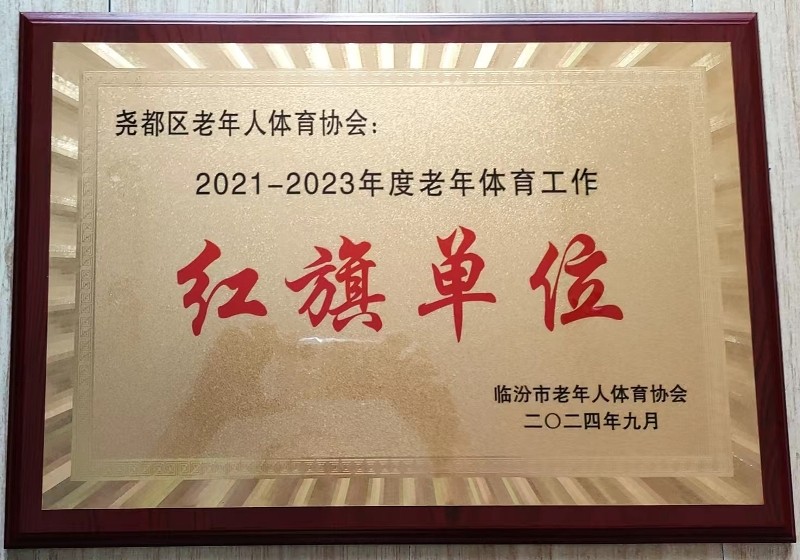 尧都区老年人体育协会：
2021-2023年度老年体育工作
红旗单位
临汾市老年人体育协会
二〇二四年九月